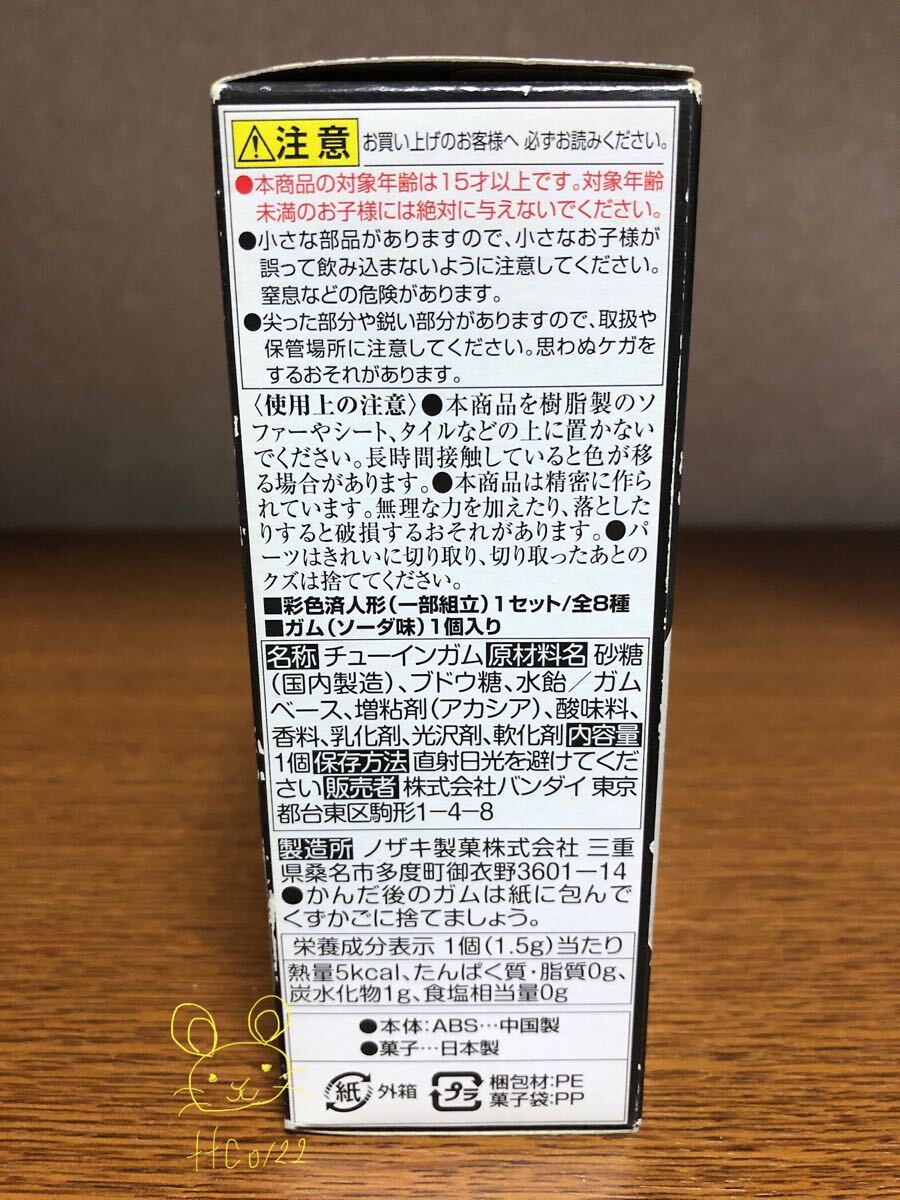 注意 お買い上げのお客様へ 必ずお読みください。
●本商品の対象年齢は15才以上です。対象年齢
未満のお子様には絶対に与えないでください。
●小さな部品がありますので、小さなお子様が
誤って飲み込まないように注意してください。
窒息などの危険があります。
●尖った部分や鋭い部分がありますので、取扱や
保管場所に注意してください。思わぬケガを
するおそれがあります。
〈使用上の注意〉●本商品を樹脂製のソ
ファーやシート、タイルなどの上に置かない
でください。長時間接触していると色が移
る場合があります。●本商品は精密に作ら
れています。無理な力を加えたり、落とした
りすると破損するおそれがあります。●パ
ーツはきれいに切り取り、切り取ったあとの
クズは捨ててください。
■彩色済人形(一部組立)1セット/全8種
■ガム(ソーダ味)1個入り
名称 チューインガム 原材料名 砂糖
(国内製造)、ブドウ糖、水飴/ガム
ベース、増粘剤(アカシア)、酸味料、
香料、乳化剤、光沢剤、軟化剤 内容量
1個 保存方法 直射日光を避けてくだ
さい 販売者 株式会社バンダイ 東京
都台東区駒形1-4-8
製造所 ノザキ製菓株式会社 三重
県桑名市多度町御衣野3601-14
●かんだ後のガムは紙に包んで
くずかごに捨てましょう。
栄養成分表示 1個(1.5g)当たり
熱量5kcal、たんぱく質・脂質0g、
炭水化物1g、食塩相当量0g
●本体:ABS…中国製
●菓子…日本製
紙 外箱 プラ 梱包材:PE
菓子袋:PP
HCo122